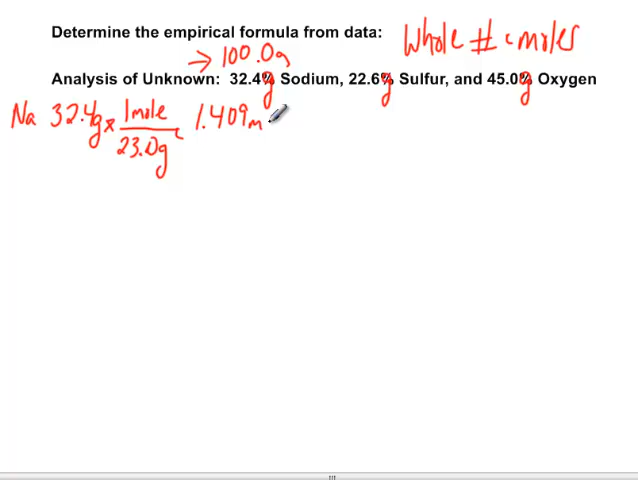 Determine the empirical formula from data: Whole # moles
→ 100.0g
Analysis of Unknown: 32.4% Sodium, 22.6% Sulfur, and 45.0% Oxygen
g g g
Na 32.4g x 1mole / 23.0g 1.409m